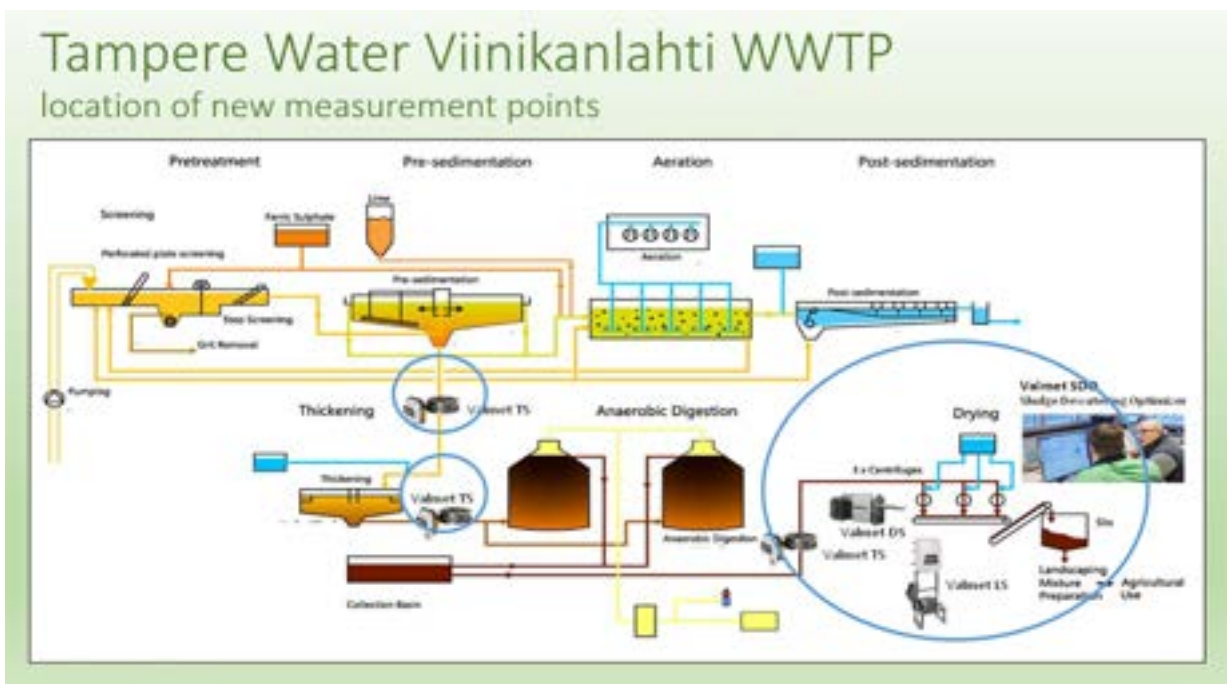 Tampere Water Viinikanlahti WWTP
location of new measurement points
Pretreatment
Pre-sedimentation
Aeration
Post-sedimentation
Screening
Ferric Sulphate
Lime
Perforated plate screening
Aeration
Pre-sedimentation
Post-sedimentation
Step Screening
Grit Removal
Pumping
Thickening
Valmet TS
Anaerobic Digestion
Drying
Valmet SDO
Sludge Dewatering Optimizer
Thickening
Valmet TS
3 x Centrifuges
Anaerobic Digestion
Valmet DS
Valmet TS
Silo
Valmet LS
Landscaping
Mixture
Preparation
Agricultural
Use
Collection Basin